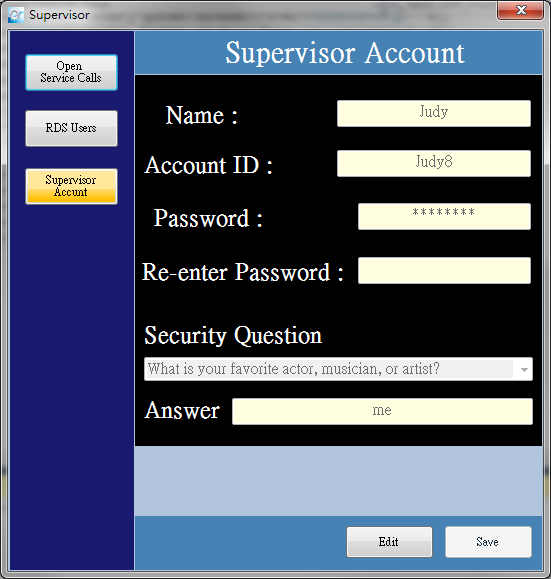 Supervisor
Open
Service Calls
RDS Users
Supervisor
Accunt
Supervisor Account
Name :
Judy
Account ID :
Judy8
Password :
********
Re-enter Password :
Security Question
What is your favorite actor, musician, or artist?
Answer
me
Edit
Save